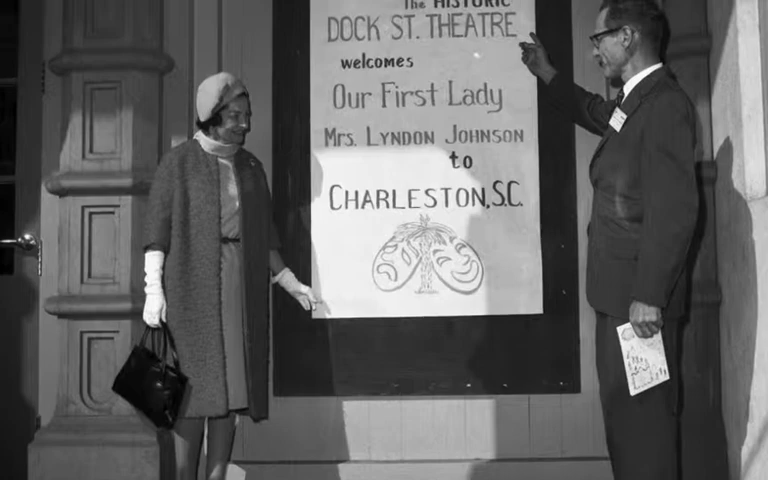 The HISTORIC
DOCK ST. THEATRE
welcomes
Our First Lady
MRS. LYNDON JOHNSON
to
CHARLESTON, S.C.